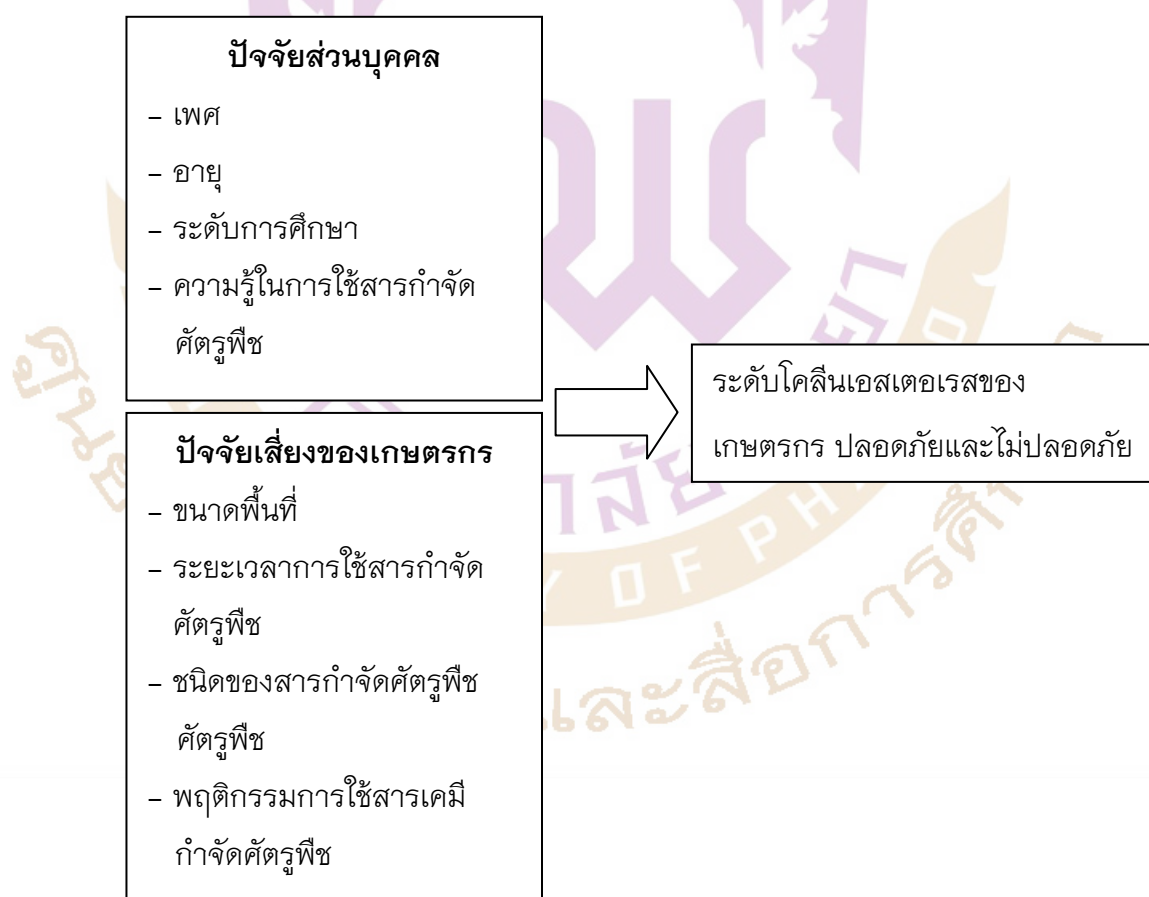 ปัจจัยส่วนบุคคล
– เพศ
– อายุ
– ระดับการศึกษา
– ความรู้ในการใช้สารกำจัด
ศัตรูพืช
ปัจจัยเสี่ยงของเกษตรกร
– ขนาดพื้นที่
– ระยะเวลาการใช้สารกำจัด
ศัตรูพืช
– ชนิดของสารกำจัดศัตรูพืช
ศัตรูพืช
– พฤติกรรมการใช้สารเคมี
กำจัดศัตรูพืช
ระดับโคลีนเอสเตอเรสของ
เกษตรกร ปลอดภัยและไม่ปลอดภัย